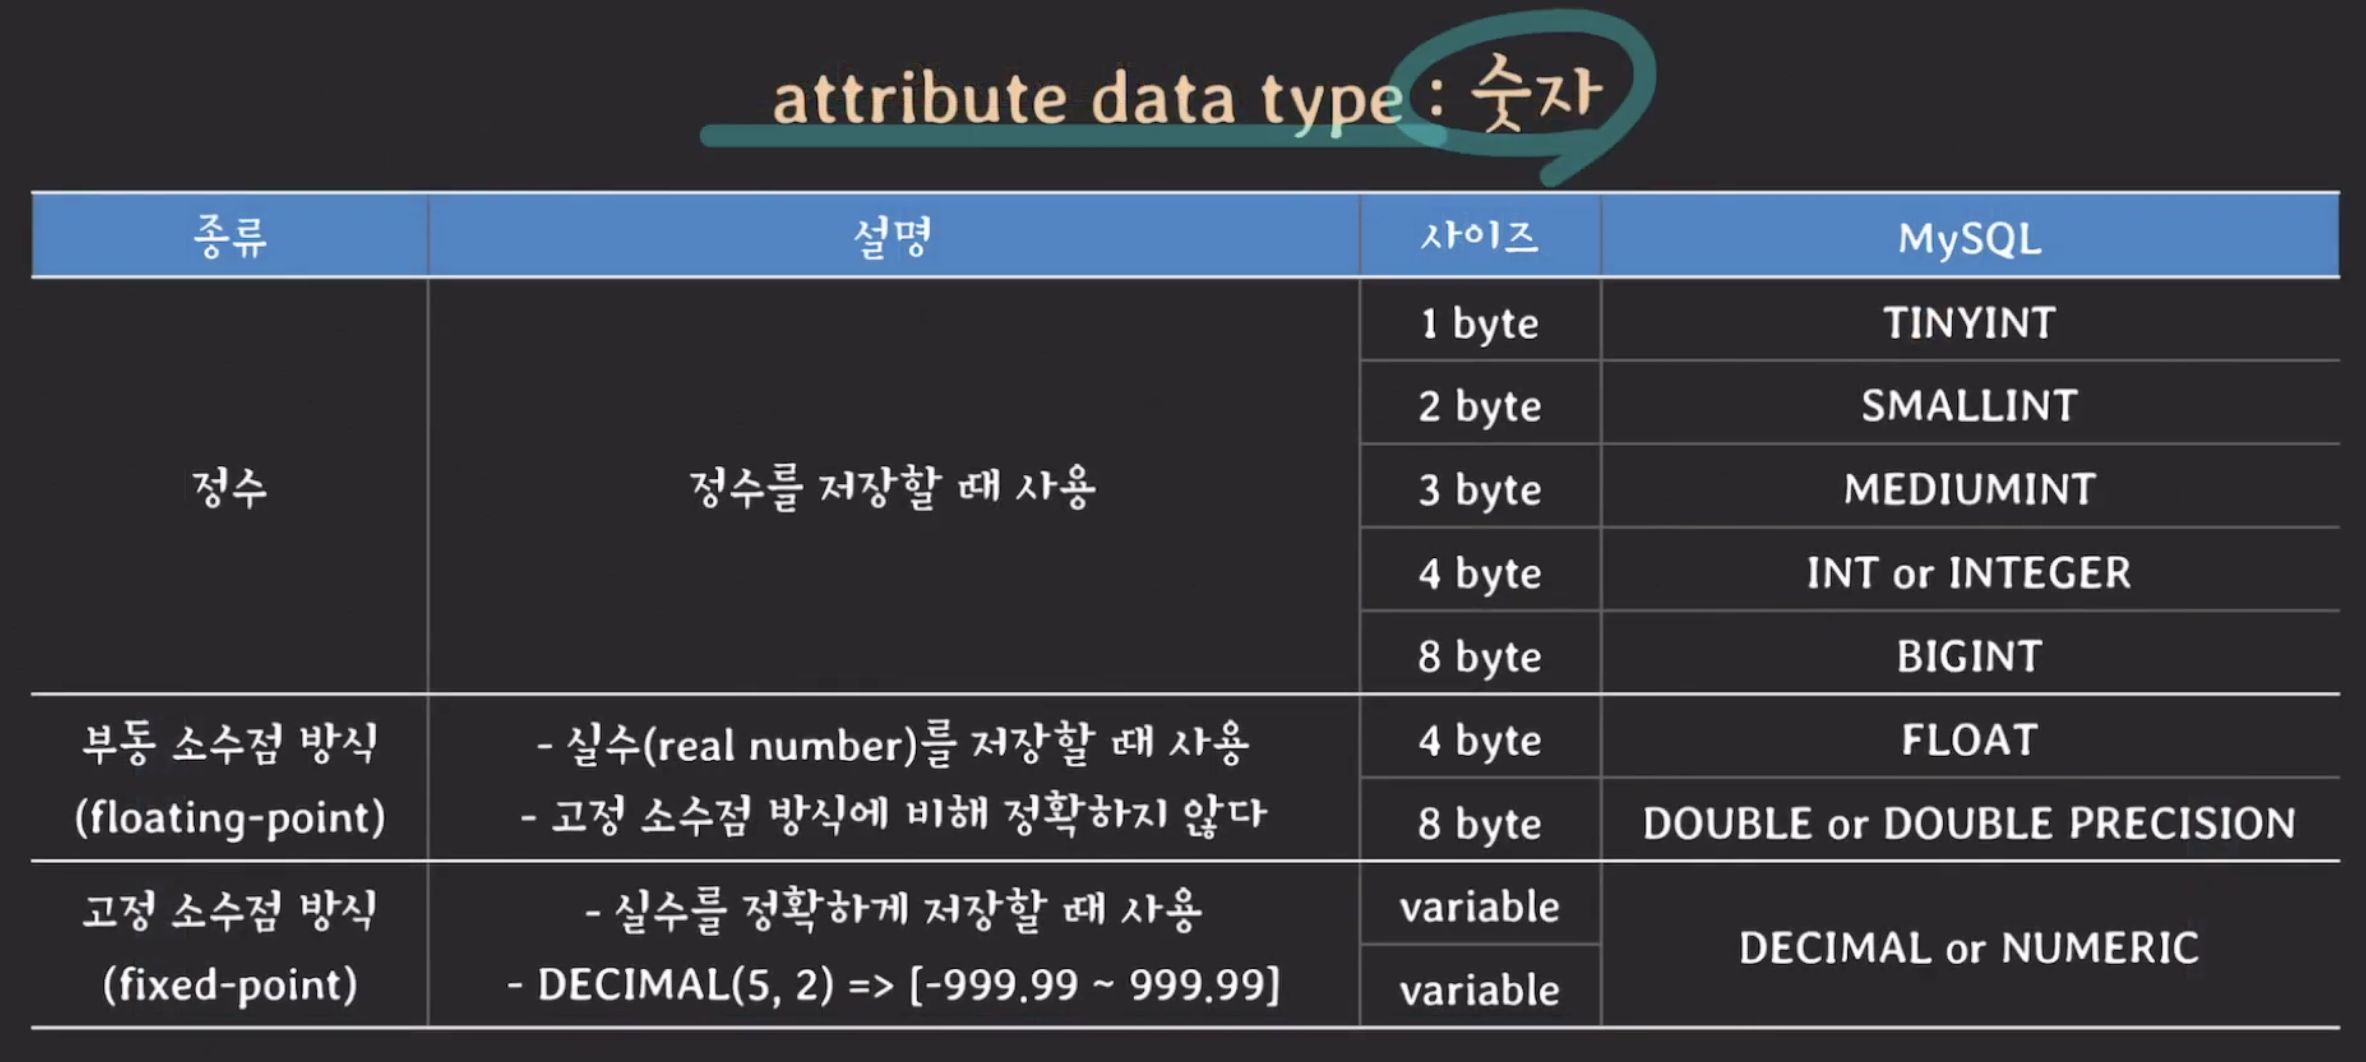 attribute data type : 숫자
종류 설명 사이즈 MySQL
정수 정수를 저장할 때 사용
1 byte TINYINT
2 byte SMALLINT
3 byte MEDIUMINT
4 byte INT or INTEGER
8 byte BIGINT
부동 소수점 방식
(floating-point)
- 실수(real number)를 저장할 때 사용
- 고정 소수점 방식에 비해 정확하지 않다
4 byte FLOAT
8 byte DOUBLE or DOUBLE PRECISION
고정 소수점 방식
(fixed-point)
- 실수를 정확하게 저장할 때 사용
- DECIMAL(5, 2) => [-999.99 ~ 999.99]
variable
variable
DECIMAL or NUMERIC